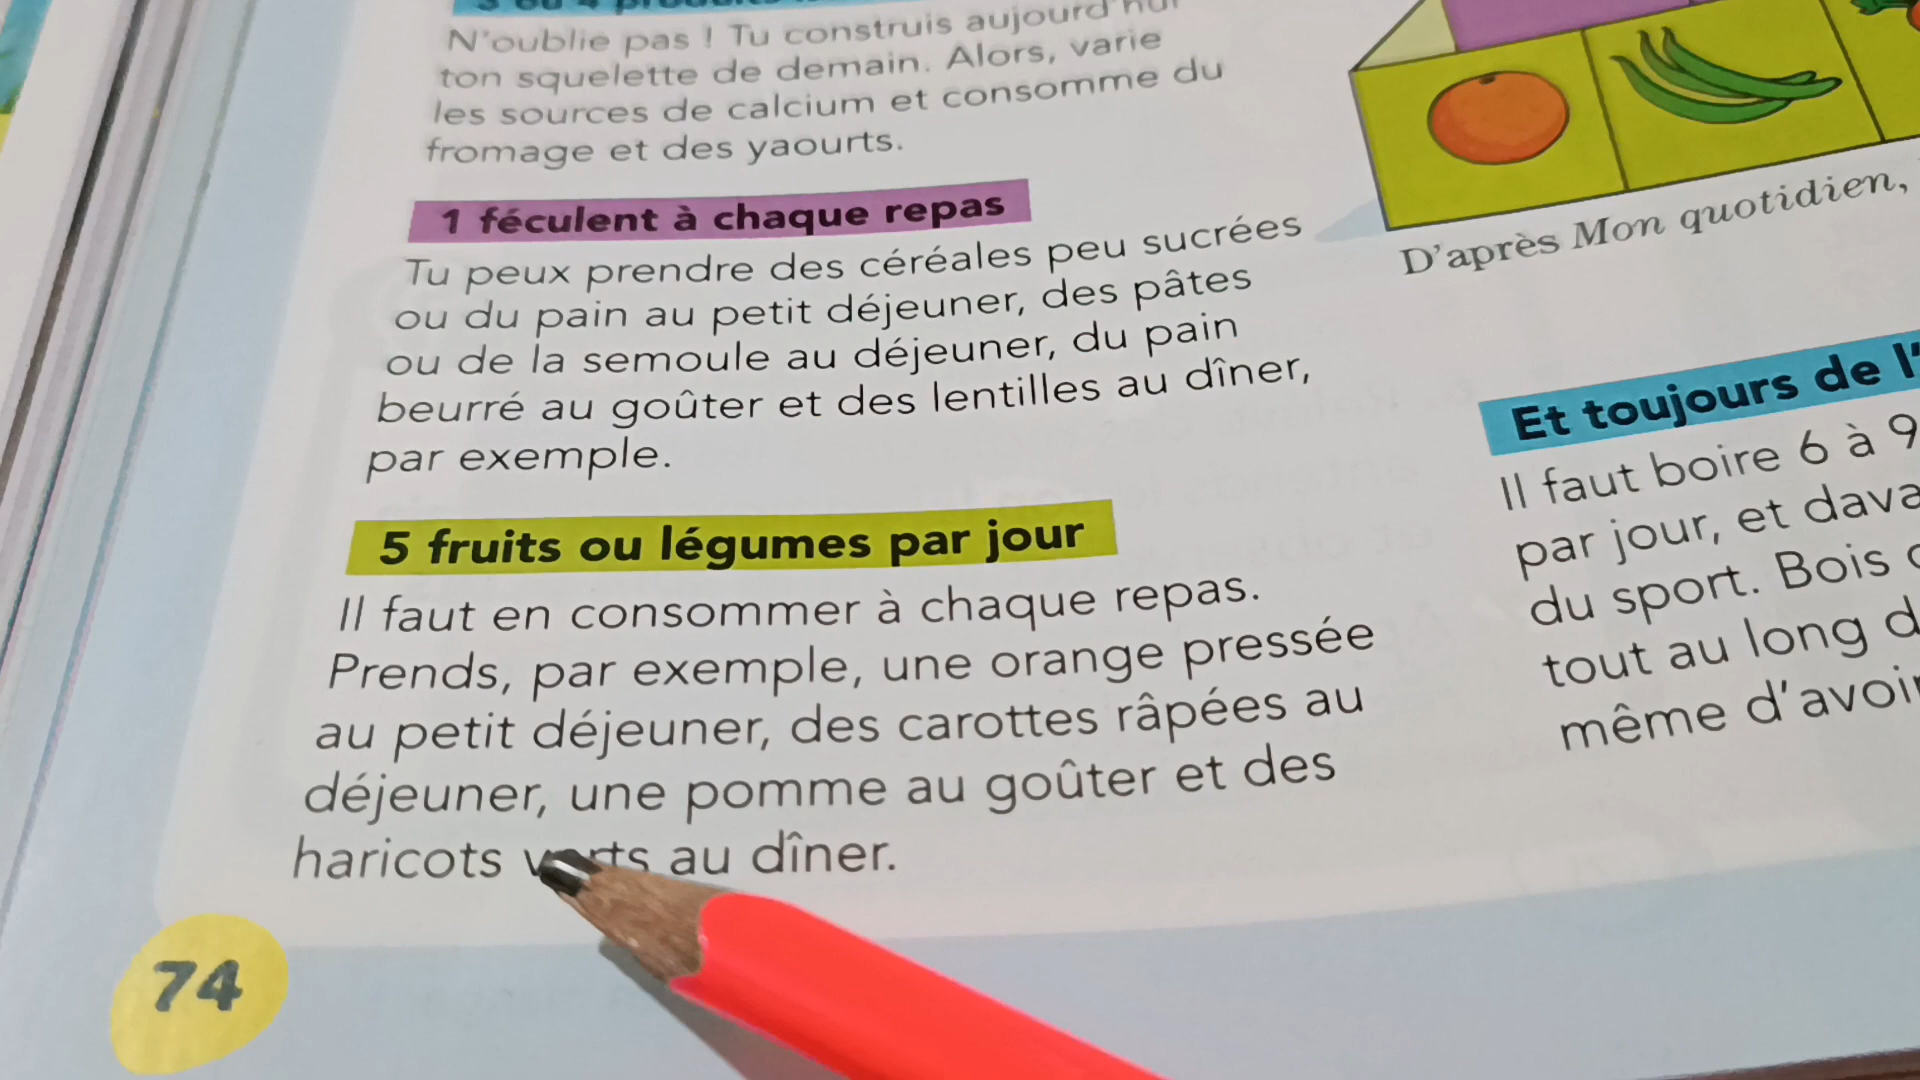 3 ou 4
N'oublie pas ! Tu construis aujourd'hui
ton squelette de demain. Alors, varie
les sources de calcium et consomme du
fromage et des yaourts.
1 féculent à chaque repas
Tu peux prendre des céréales peu sucrées
ou du pain au petit déjeuner, des pâtes
ou de la semoule au déjeuner, du pain
beurré au goûter et des lentilles au dîner,
par exemple.
5 fruits ou légumes par jour
Il faut en consommer à chaque repas.
Prends, par exemple, une orange pressée
au petit déjeuner, des carottes râpées au
déjeuner, une pomme au goûter et des
haricots verts au dîner.
74
D'après Mon quotidien,
Et toujours de l'
Il faut boire 6 à 9
par jour, et dava
du sport. Bois
tout au long d
même d'avoir